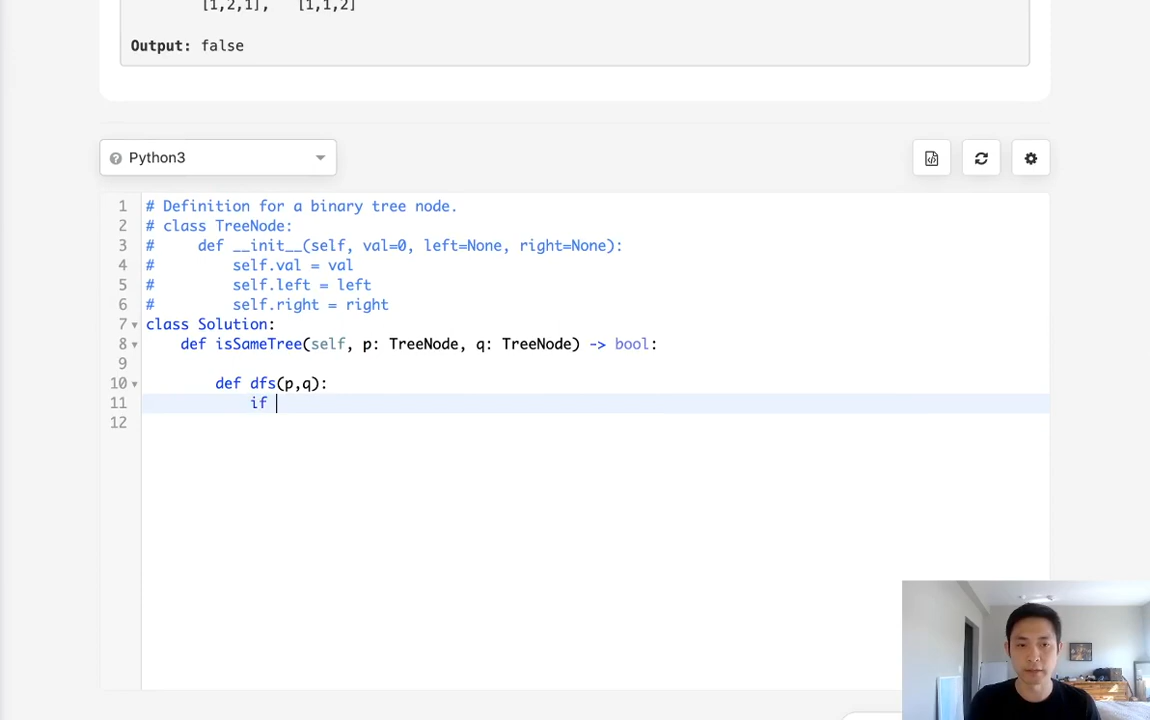 [1,2,1],   [1,1,2]
Output: false
Python3
1 # Definition for a binary tree node.
2 # class TreeNode:
3 #     def __init__(self, val=0, left=None, right=None):
4 #         self.val = val
5 #         self.left = left
6 #         self.right = right
7 class Solution:
8     def isSameTree(self, p: TreeNode, q: TreeNode) -> bool:
9
10         def dfs(p,q):
11             if
12